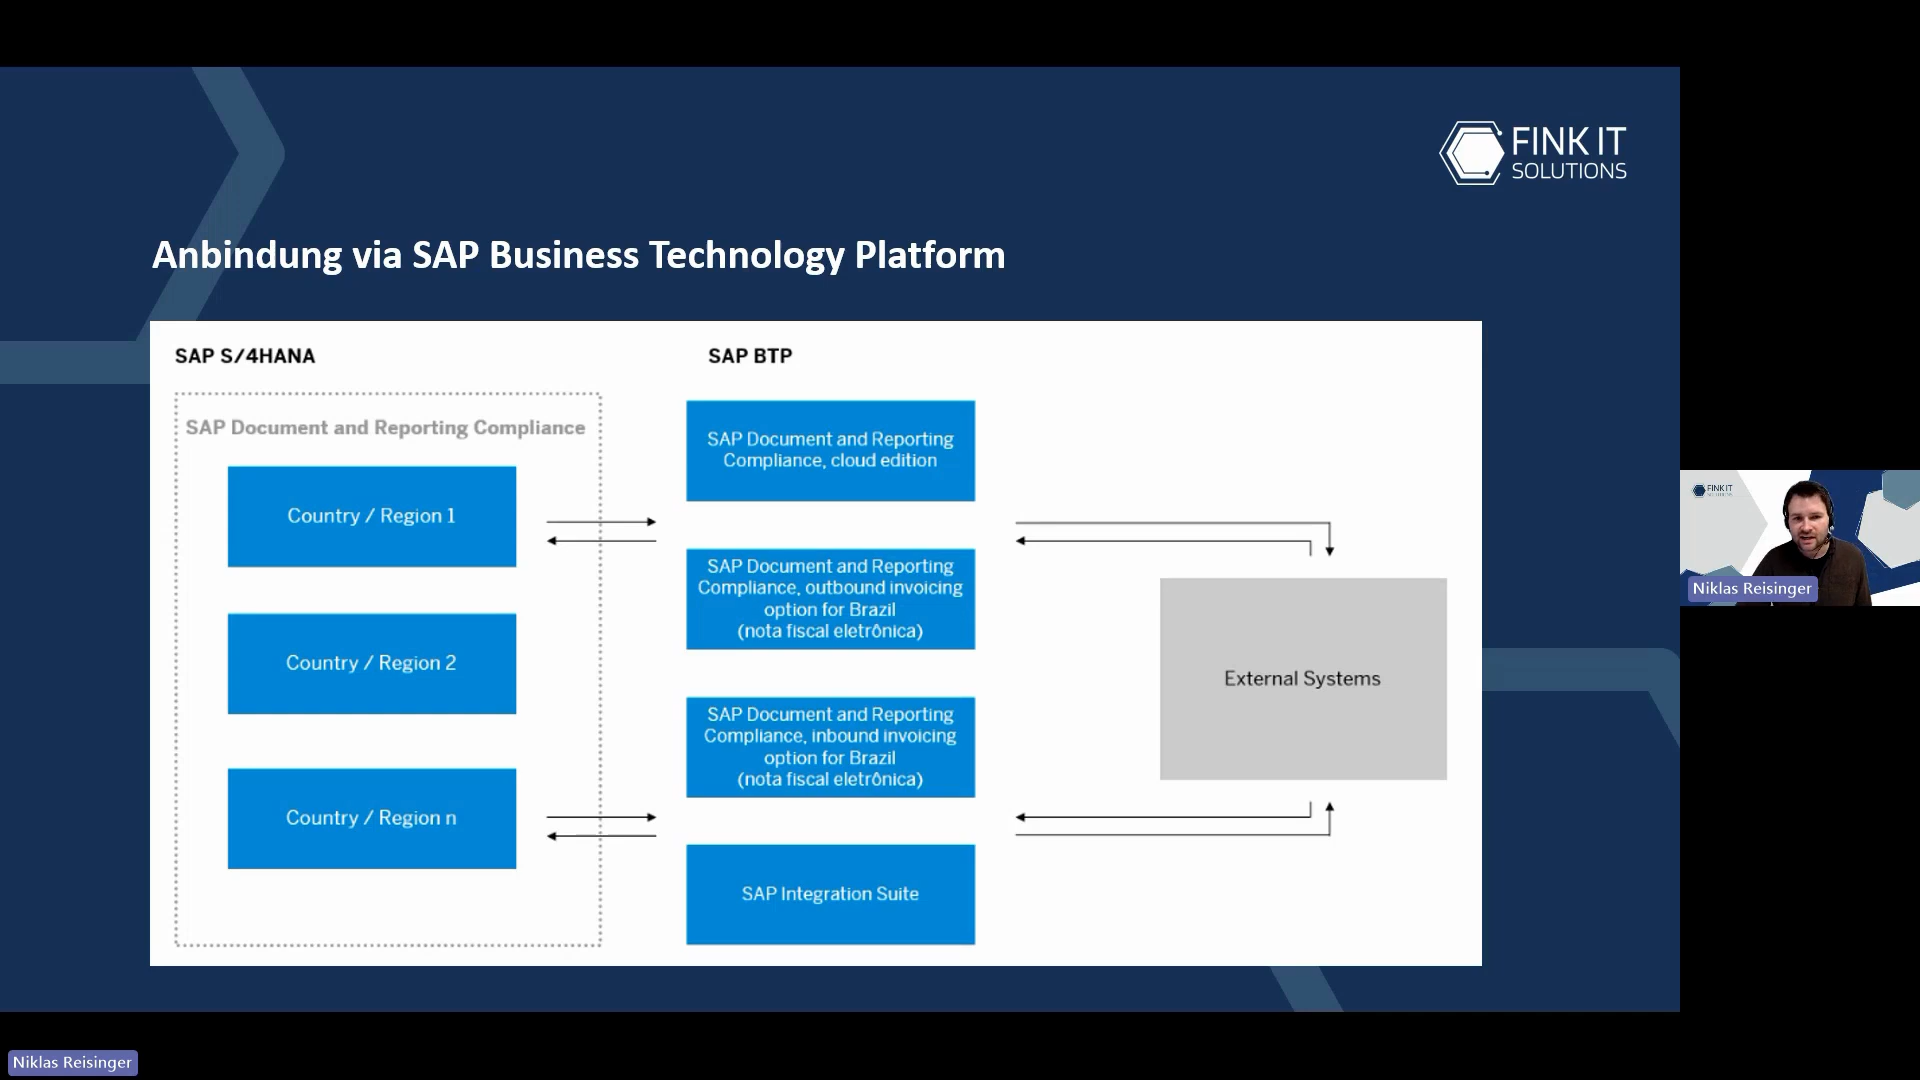 FINK IT
SOLUTIONS
Anbindung via SAP Business Technology Platform
SAP S/4HANA
SAP Document and Reporting Compliance
Country / Region 1
Country / Region 2
Country / Region n
SAP BTP
SAP Document and Reporting
Compliance, cloud edition
SAP Document and Reporting
Compliance, outbound invoicing
option for Brazil
(nota fiscal eletrônica)
SAP Document and Reporting
Compliance, inbound invoicing
option for Brazil
(nota fiscal eletrônica)
SAP Integration Suite
External Systems
FINK IT
SOLUTIONS
Niklas Reisinger
Niklas Reisinger